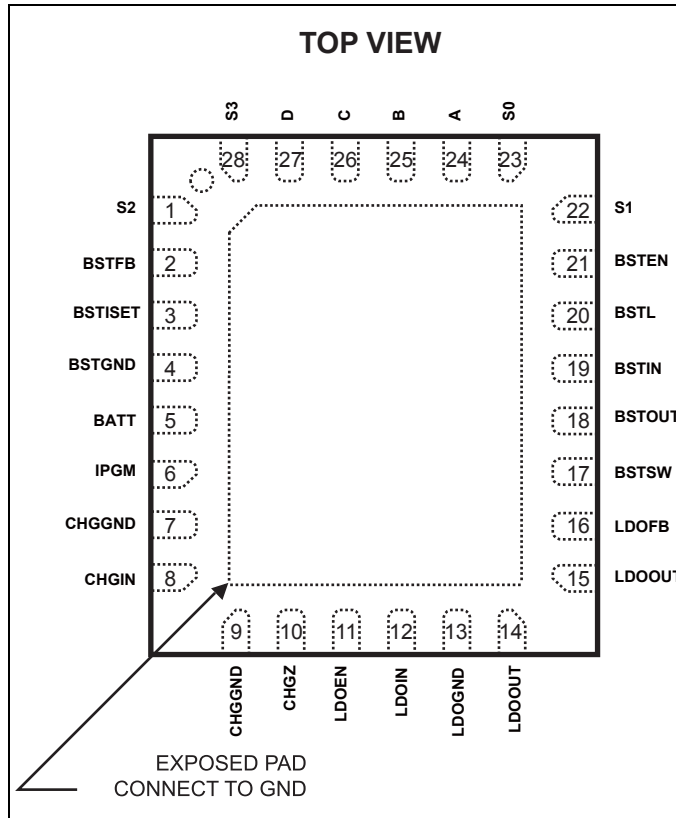 TOP VIEW
S3 D C B A S0
28 27 26 25 24 23
S2 1 22 S1
BSTFB 2 21 BSTEN
BSTISET 3 20 BSTL
BSTGND 4 19 BSTIN
BATT 5 18 BSTOUT
IPGM 6 17 BSTSW
CHGGND 7 16 LDOFB
CHGIN 8 15 LDOOUT
9 10 11 12 13 14
CHGGND CHGZ LDOEN LDOIN LDOGND LDOOUT
EXPOSED PAD
CONNECT TO GND